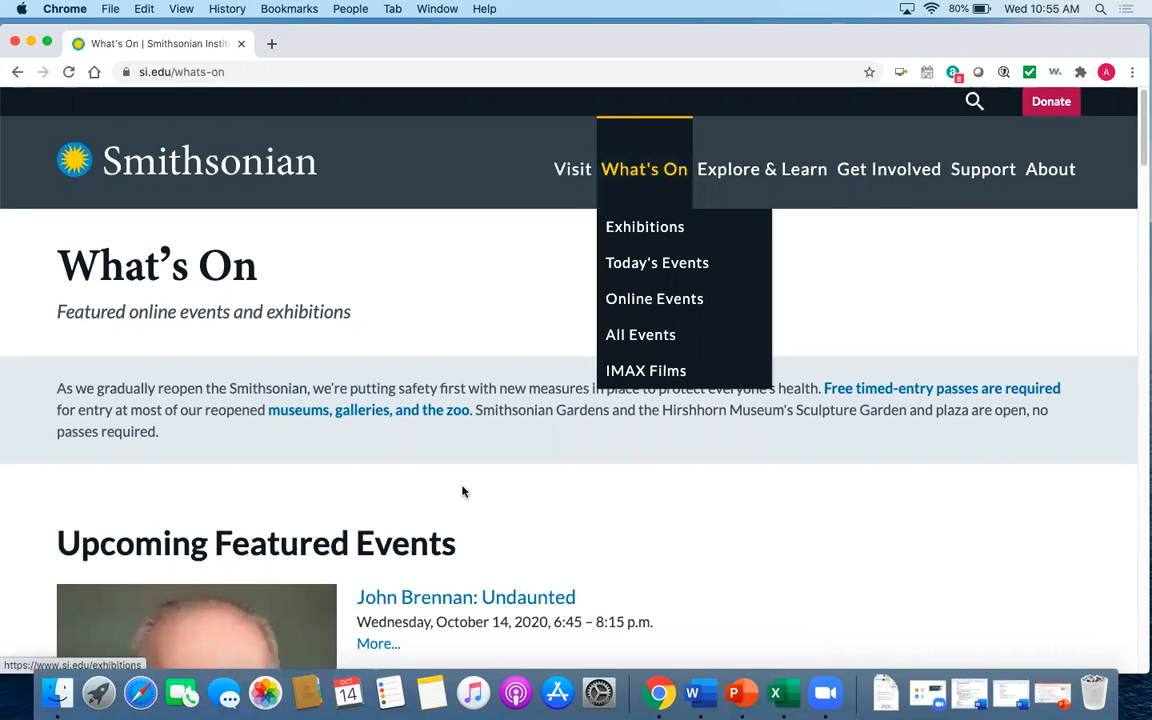 Chrome File Edit View History Bookmarks People Tab Window Help 80% Wed 10:55 AM
What's On | Smithsonian Instit
si.edu/whats-on
8
W.
A
Donate
Smithsonian
Visit What's On Explore & Learn Get Involved Support About
Exhibitions
Today's Events
Online Events
All Events
IMAX Films
What's On
Featured online events and exhibitions
As we gradually reopen the Smithsonian, we're putting safety first with new measures in place to protect everyone's health. Free timed-entry passes are required
for entry at most of our reopened museums, galleries, and the zoo. Smithsonian Gardens and the Hirshhorn Museum's Sculpture Garden and plaza are open, no
passes required.
Upcoming Featured Events
John Brennan: Undaunted
Wednesday, October 14, 2020, 6:45 – 8:15 p.m.
More...
https://www.si.edu/exhibitions
OCT
14
W
P
X